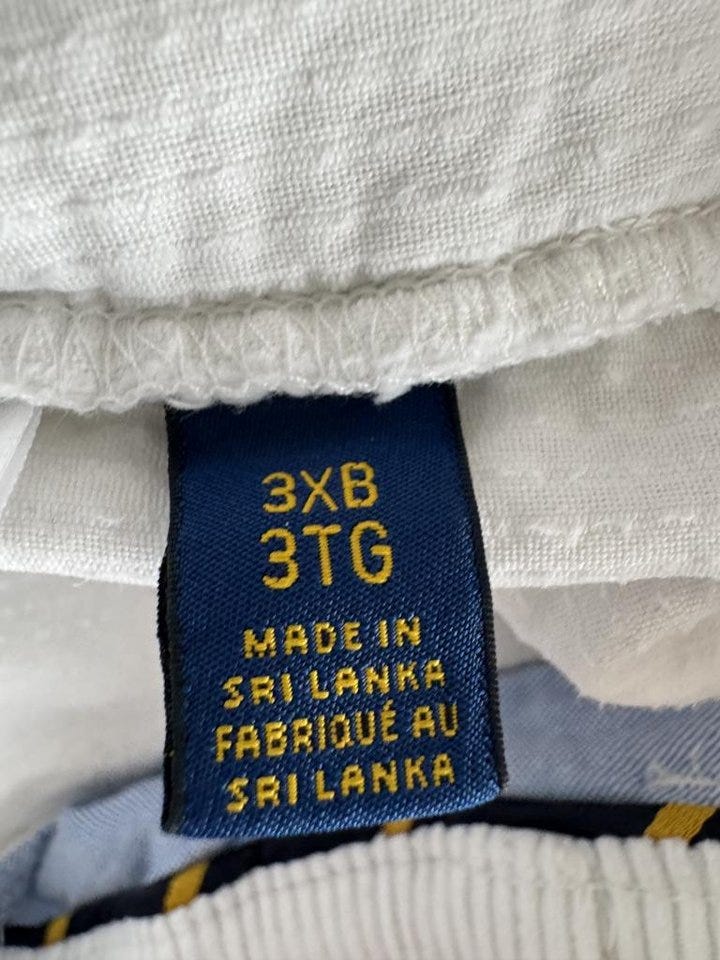 3XB
3TG
MADE IN
SRI LANKA
FABRIQUÉ AU
SRI LANKA